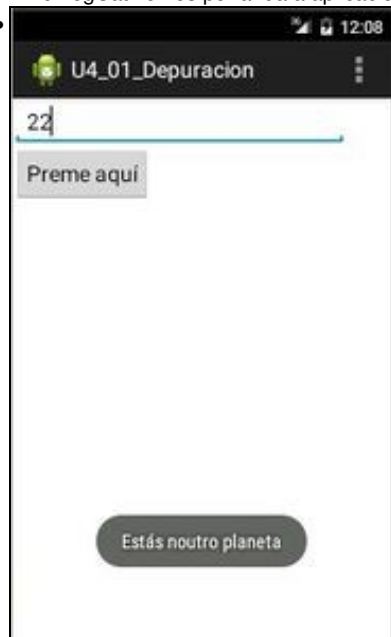 12:08
U4_01_Depuracion
22
Preme aquí
Estás noutro planeta